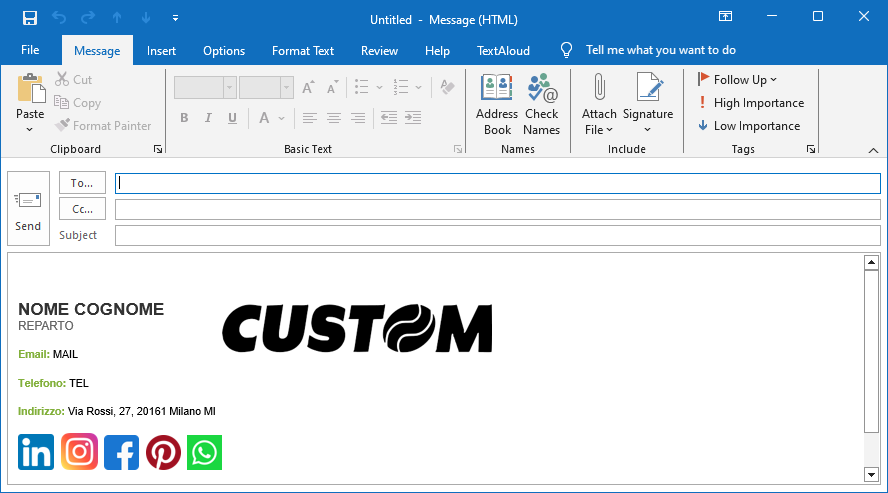 Untitled - Message (HTML)
File Message Insert Options Format Text Review Help TextAloud Tell me what you want to do
Paste
Cut
Copy
Format Painter
Clipboard
B I U A
Basic Text
Address Book
Check Names
Names
Attach File
Signature
Include
Follow Up
High Importance
Low Importance
Tags
Send
To...
Cc...
Subject
NOME COGNOME
REPARTO
CUSTOM
Email: MAIL
Telefono: TEL
Indirizzo: Via Rossi, 27, 20161 Milano MI